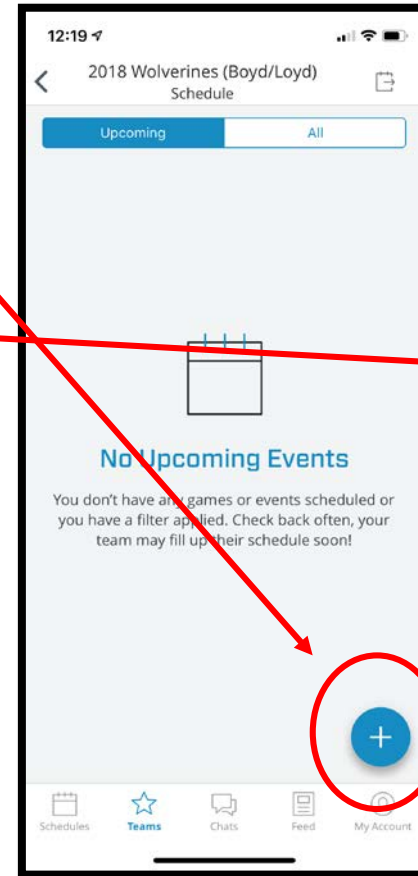 12:19
2018 Wolverines (Boyd/Loyd)
Schedule
Upcoming All
No Upcoming Events
You don't have any games or events scheduled or
you have a filter applied. Check back often, your
team may fill up their schedule soon!
+
Schedules Teams Chats Feed My Account